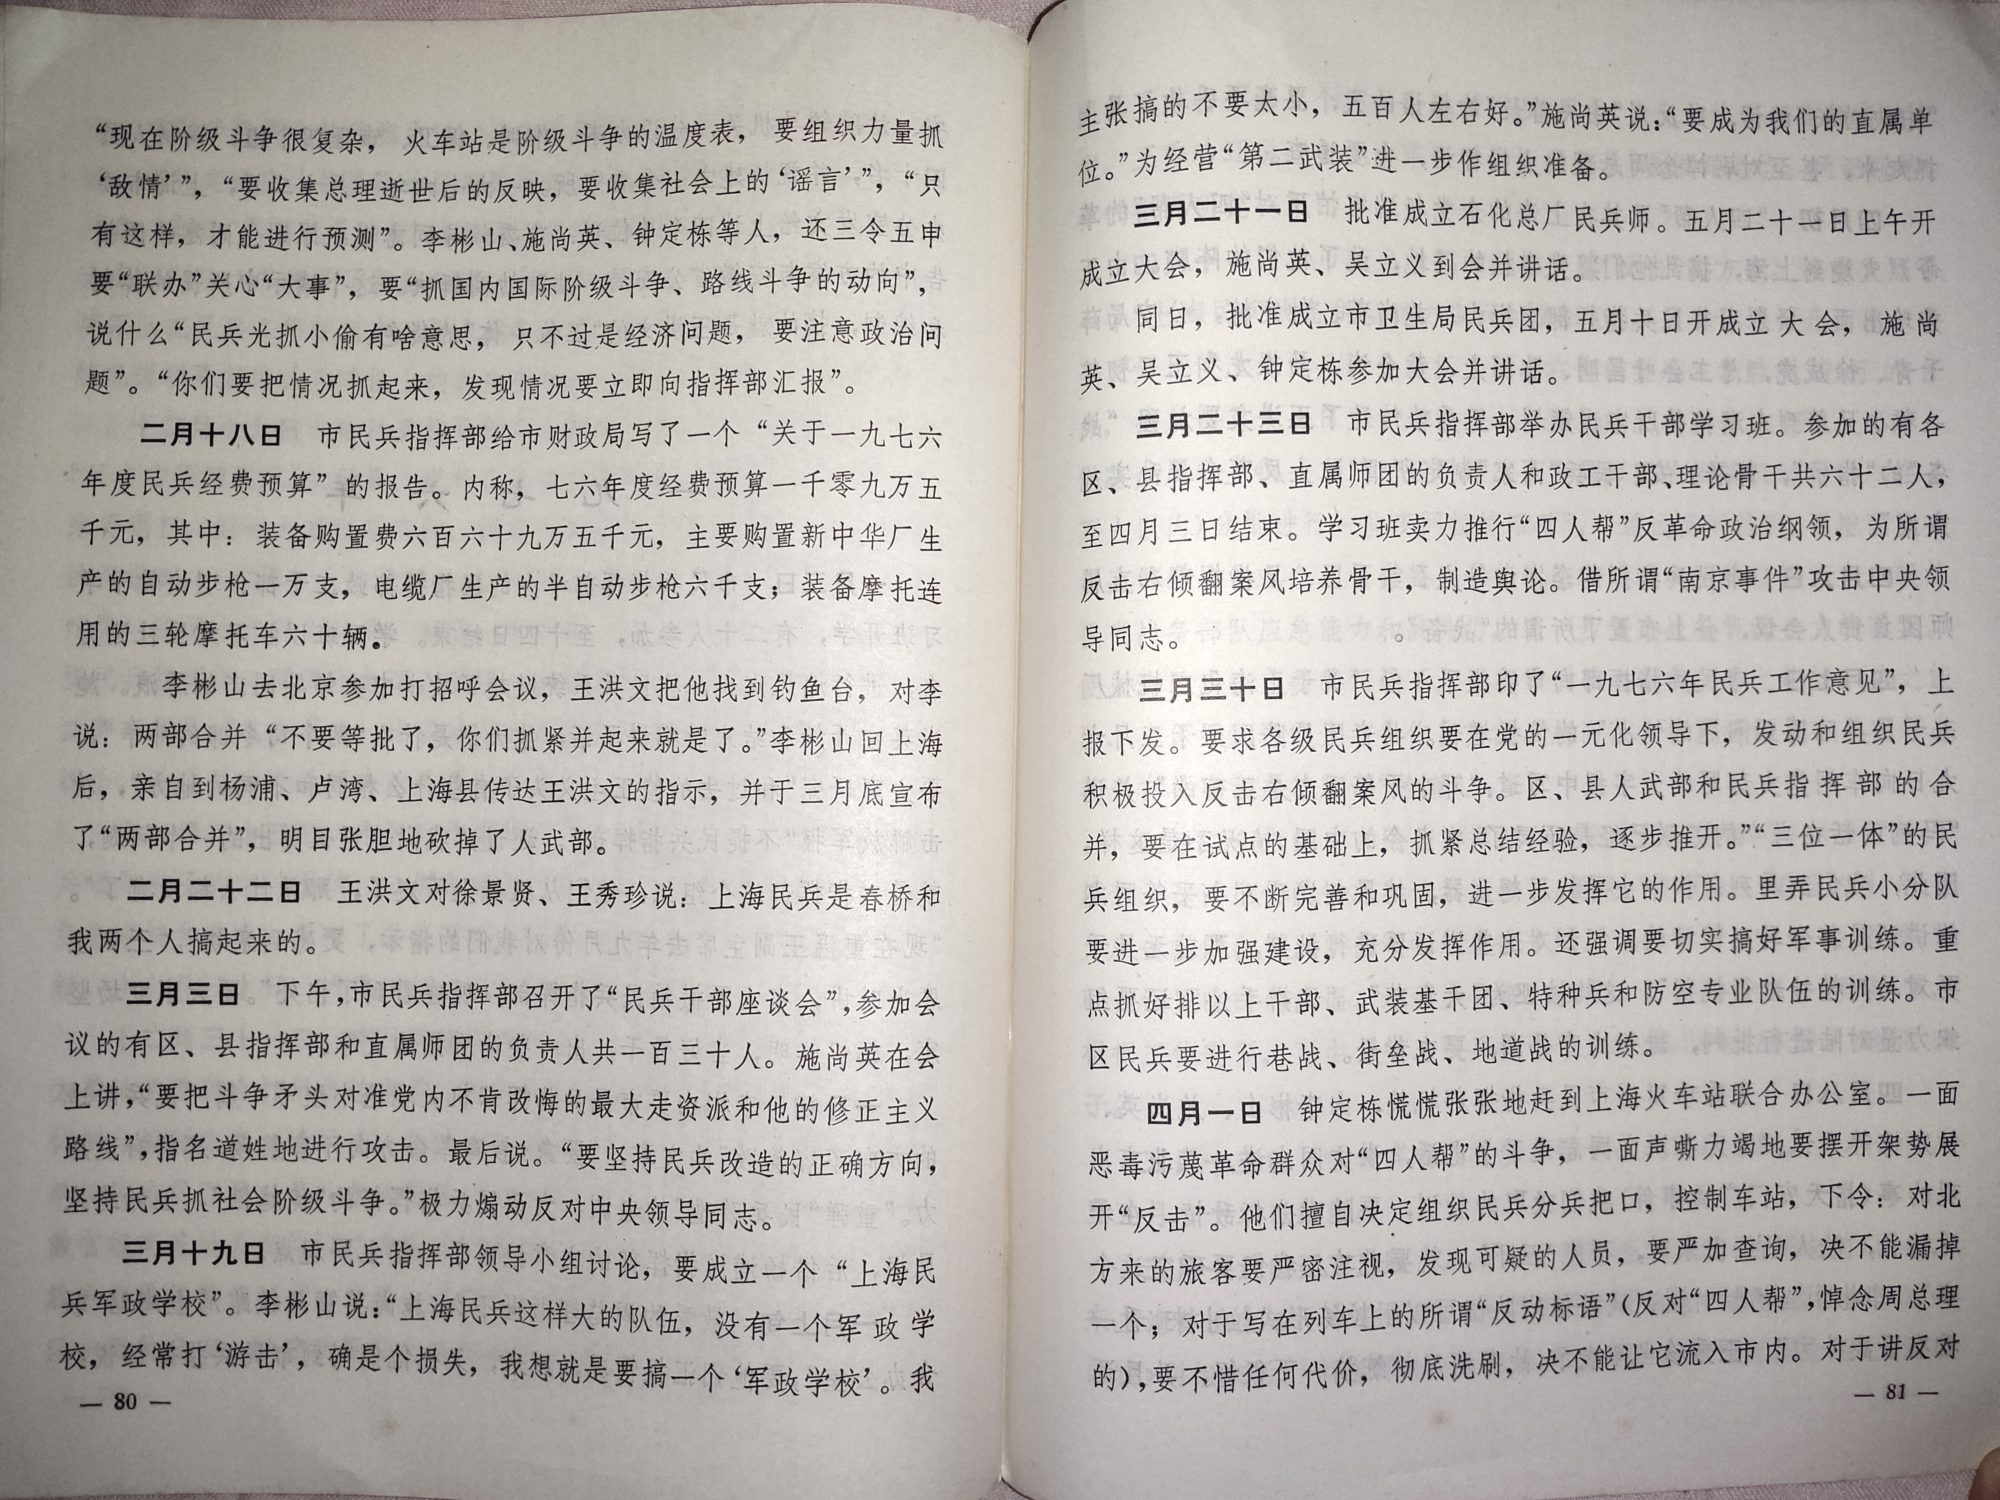 “现在阶级斗争很复杂，火车站是阶级斗争的温度表，要组织力量抓
‘敌情’”，“要收集总理逝世后的反映，要收集社会上的‘谣言’”，“只
有这样，才能进行预测”。李彬山、施尚英、钟定栋等人，还三令五申
要“联办”关心“大事”，要“抓国内国际阶级斗争、路线斗争的动向”，
说什么“民兵光抓小偷有啥意思，只不过是经济问题，要注意政治问
题”。“你们要把情况抓起来，发现情况要立即向指挥部汇报”。
二月十八日　市民兵指挥部给市财政局写了一个“关于一九七六
年度民兵经费预算”的报告。内称，七六年度经费预算一千零九万五
千元，其中：装备购置费六百六十九万五千元，主要购置新中华厂生
产的自动步枪一万支，电缆厂生产的半自动步枪六千支；装备摩托连
用的三轮摩托车六十辆。
李彬山去北京参加打招呼会议，王洪文把他找到钓鱼台，对李
说：两部合并“不要等批了，你们抓紧并起来就是了。”李彬山回上海
后，亲自到杨浦、卢湾、上海县传达王洪文的指示，并于三月底宣布
了“两部合并”，明目张胆地砍掉了人武部。
二月二十二日　王洪文对徐景贤、王秀珍说：上海民兵是春桥和
我两个人搞起来的。
三月三日　下午，市民兵指挥部召开了“民兵干部座谈会”，参加会
议的有区、县指挥部和直属师团的负责人共一百三十人。施尚英在会
上讲，“要把斗争矛头对准党内不肯改悔的最大走资派和他的修正主义
路线”，指名道姓地进行攻击。最后说。“要坚持民兵改造的正确方向，
坚持民兵抓社会阶级斗争。”极力煽动反对中央领导同志。
三月十九日　市民兵指挥部领导小组讨论，要成立一个“上海民
兵军政学校”。李彬山说：“上海民兵这样大的队伍，没有一个军政学
校，经常打‘游击’，确是个损失，我想就是要搞一个‘军政学校’。我
— 80 —
主张搞的不要太小，五百人左右好。”施尚英说：“要成为我们的直属单
位。”为经营“第二武装”进一步作组织准备。
三月二十一日　批准成立石化总厂民兵师。五月二十一日上午开
成立大会，施尚英、吴立义到会并讲话。
同日，批准成立市卫生局民兵团，五月十日开成立大会，施尚
英、吴立义、钟定栋参加大会并讲话。
三月二十三日　市民兵指挥部举办民兵干部学习班。参加的有各
区、县指挥部、直属师团的负责人和政工干部、理论骨干共六十二人，
至四月三日结束。学习班卖力推行“四人帮”反革命政治纲领，为所谓
反击右倾翻案风培养骨干，制造舆论。借所谓“南京事件”攻击中央领
导同志。
三月三十日　市民兵指挥部印了“一九七六年民兵工作意见”，上
报下发。要求各级民兵组织要在党的一元化领导下，发动和组织民兵
积极投入反击右倾翻案风的斗争。区、县人武部和民兵指挥部的合
并，要在试点的基础上，抓紧总结经验，逐步推开。”“三位一体”的民
兵组织，要不断完善和巩固，进一步发挥它的作用。里弄民兵小分队
要进一步加强建设，充分发挥作用。还强调要切实搞好军事训练。重
点抓好排以上干部、武装基干团、特种兵和防空专业队伍的训练。市
区民兵要进行巷战、街垒战、地道战的训练。
四月一日　钟定栋慌慌张张地赶到上海火车站联合办公室。一面
恶毒污蔑革命群众对“四人帮”的斗争，一面声嘶力竭地要摆开架势展
开“反击”。他们擅自决定组织民兵分兵把口，控制车站，下令：对北
方来的旅客要严密注视，发现可疑的人员，要严加查询，决不能漏掉
一个；对于写在列车上的所谓“反动标语”（反对“四人帮”，悼念周总理
的），要不惜任何代价，彻底洗刷，决不能让它流入市内。对于讲反对
— 81 —